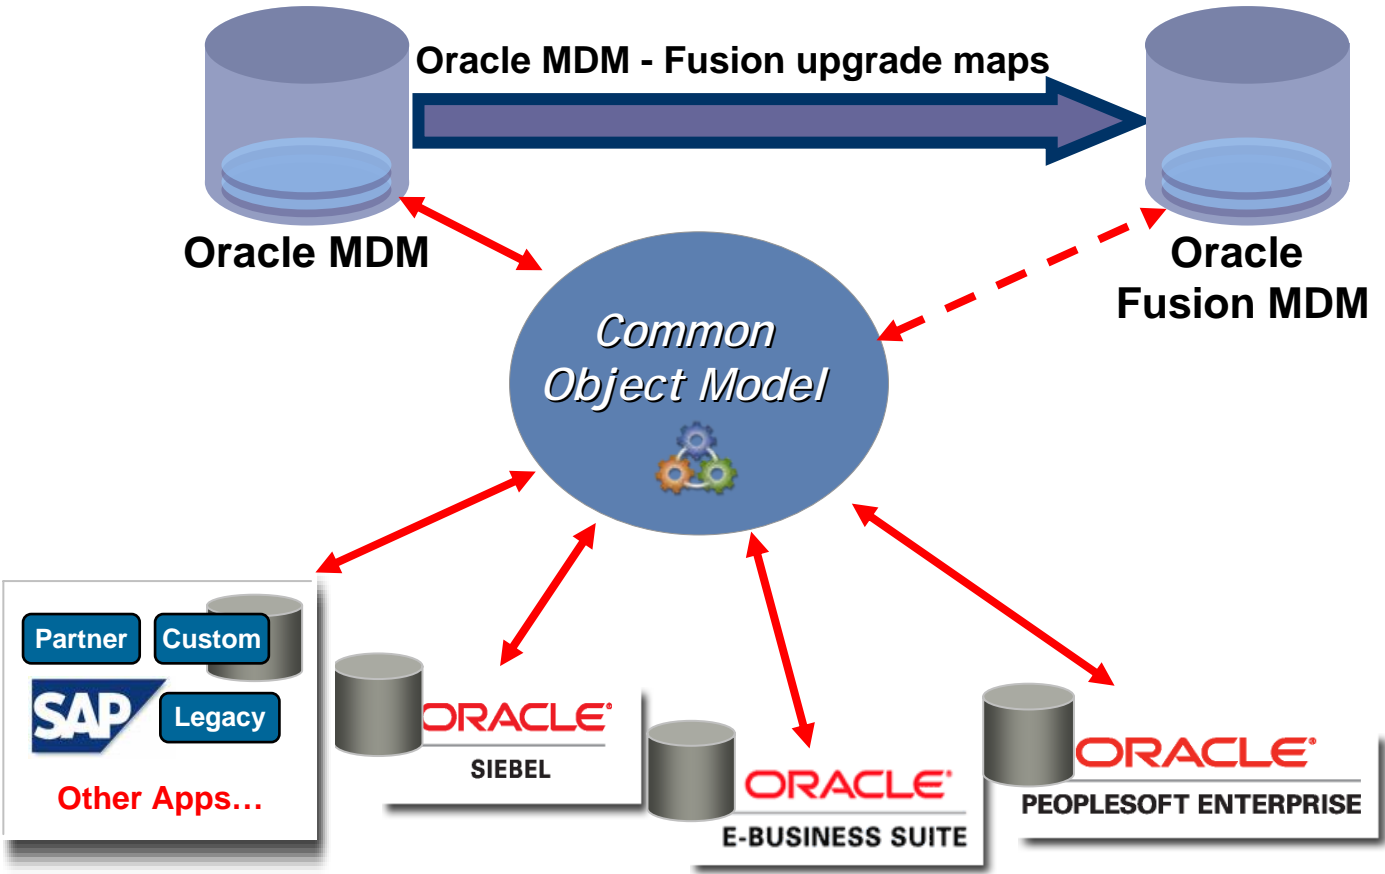 Oracle MDM - Fusion upgrade maps
Oracle MDM
Oracle
Fusion MDM
Common
Object Model
Partner
Custom
SAP
Legacy
Other Apps...
ORACLE®
SIEBEL
ORACLE®
E-BUSINESS SUITE
ORACLE®
PEOPLESOFT ENTERPRISE